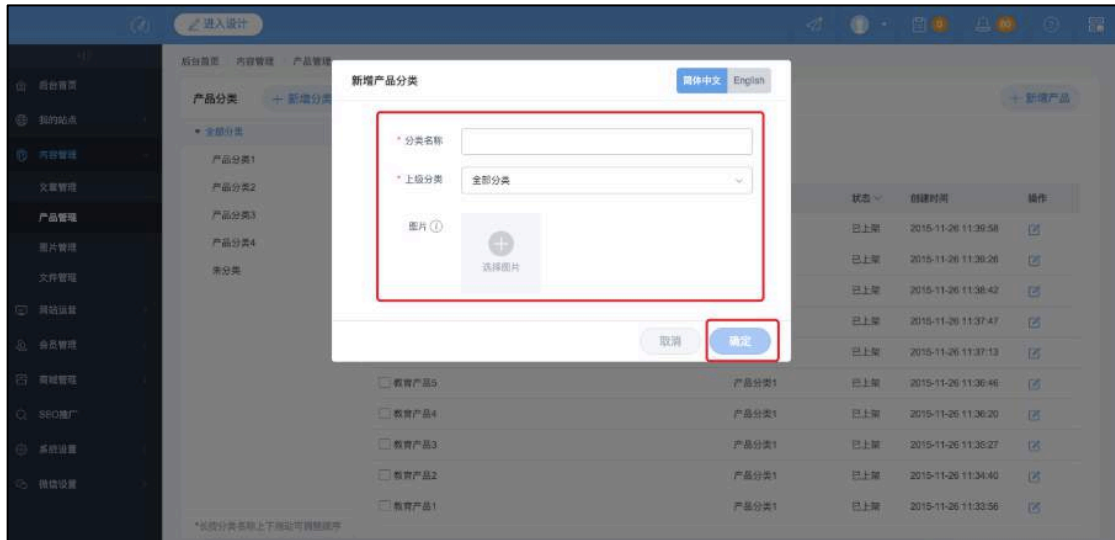 进入设计
0
80
后台首页 内容管理 产品管理
后台首页
我的站点
内容管理
文章管理
产品管理
图片管理
文件管理
网站运营
会员管理
商城管理
SEO推广
系统设置
微信设置
产品分类 + 新增分类
全部分类
产品分类1
产品分类2
产品分类3
产品分类4
未分类
*长按分类名称上下拖动可调整顺序
新增产品分类 简体中文 English
* 分类名称
* 上级分类 全部分类
图片
选择图片
取消 确定
+ 新增产品
状态 创建时间 操作
已上架 2015-11-26 11:39:58
已上架 2015-11-26 11:39:26
已上架 2015-11-26 11:38:42
已上架 2015-11-26 11:37:47
已上架 2015-11-26 11:37:13
教育产品5 产品分类1 已上架 2015-11-26 11:36:46
教育产品4 产品分类1 已上架 2015-11-26 11:36:20
教育产品3 产品分类1 已上架 2015-11-26 11:35:27
教育产品2 产品分类1 已上架 2015-11-26 11:34:40
教育产品1 产品分类1 已上架 2015-11-26 11:33:56